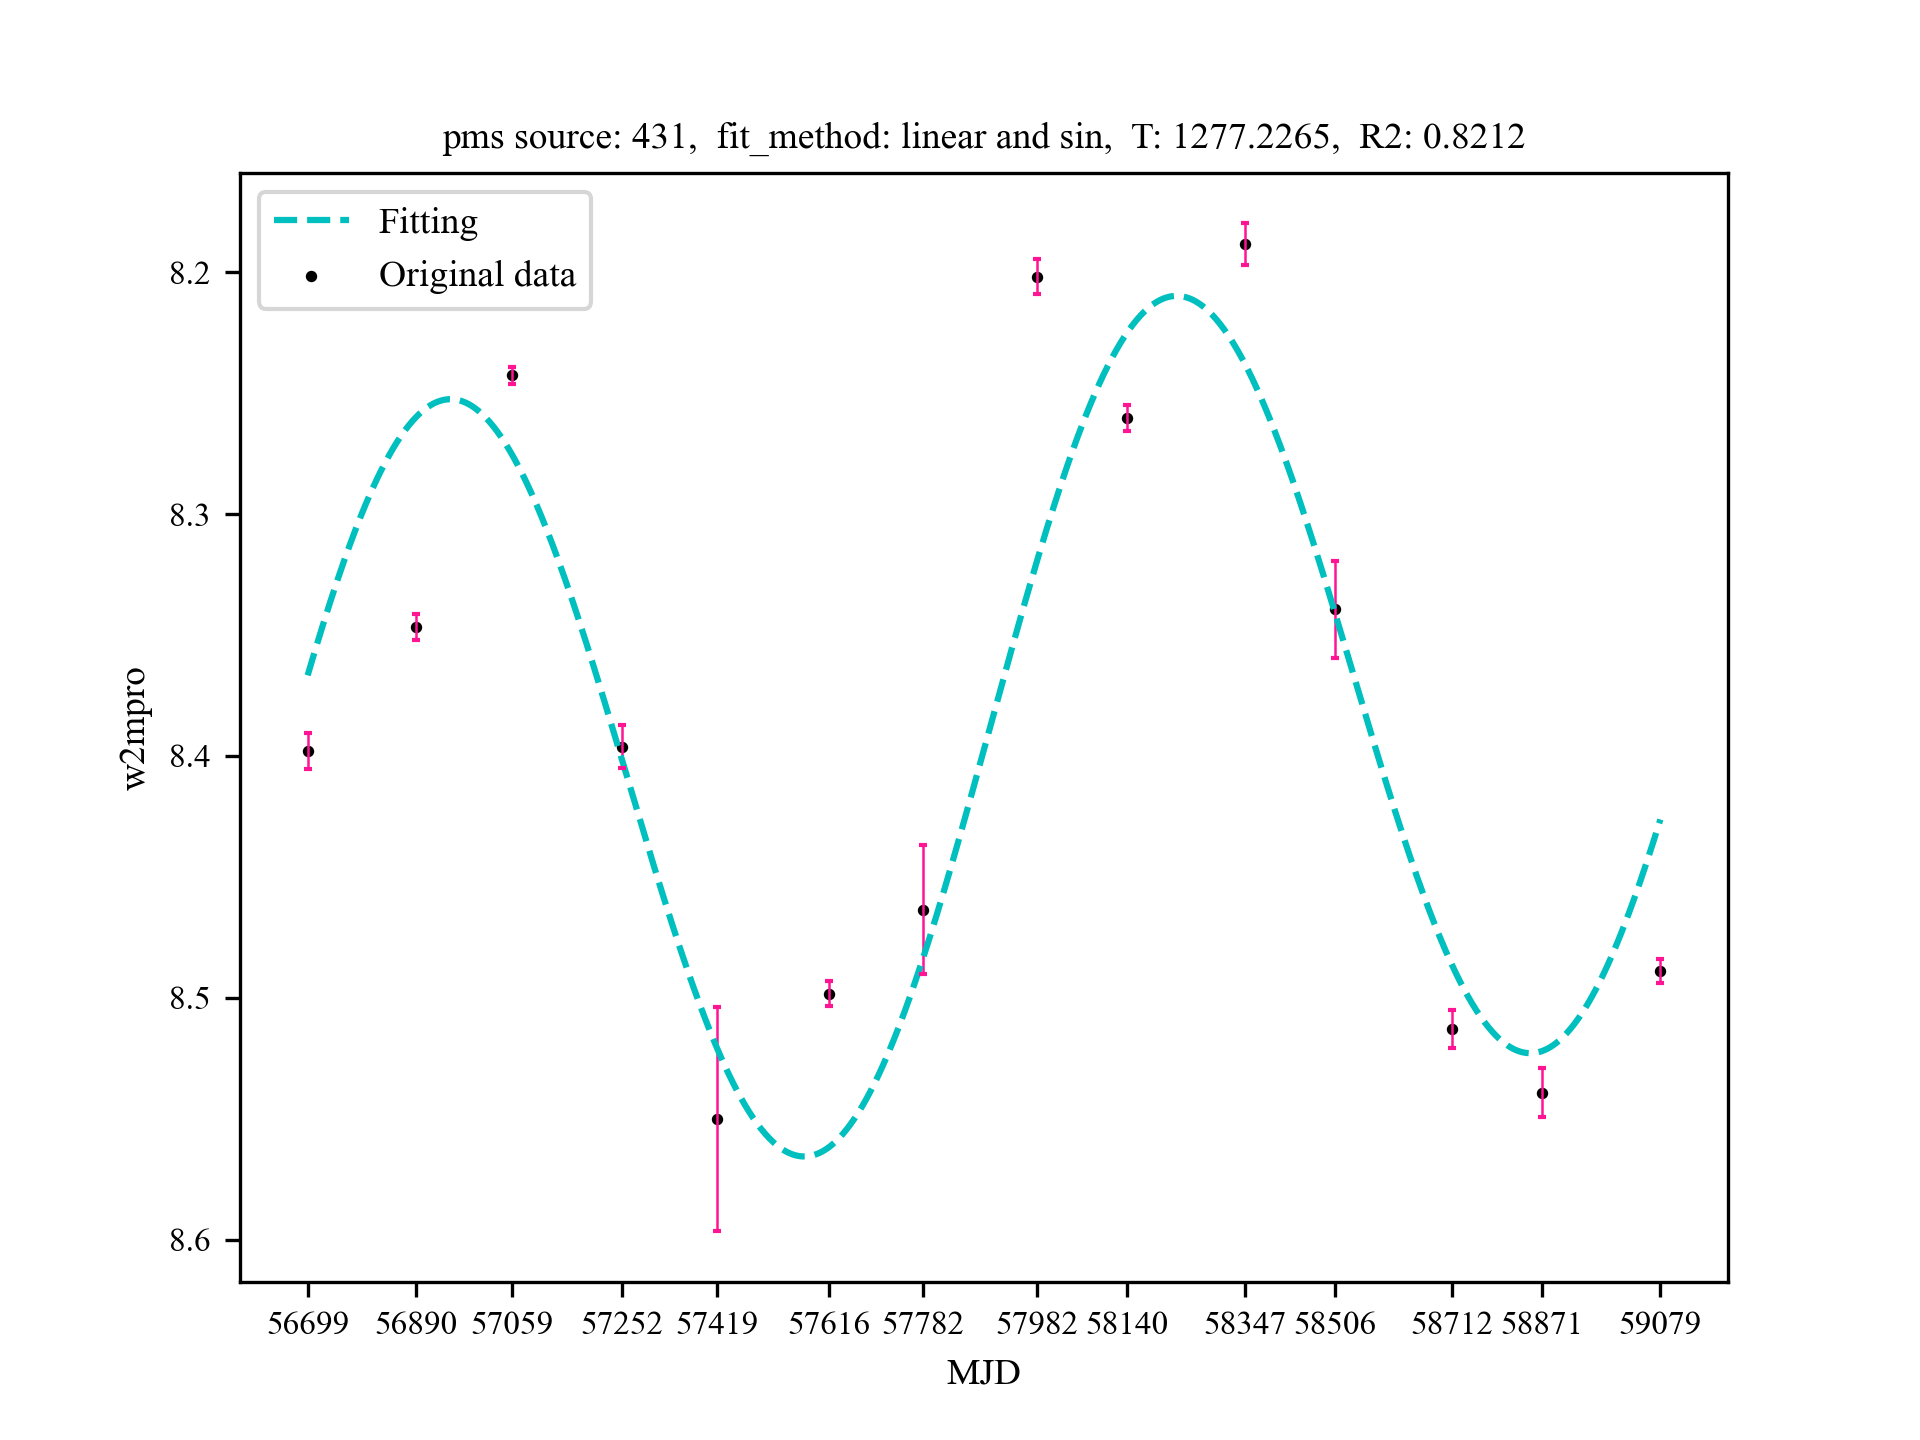 pms source: 431,  fit_method: linear and sin,  T: 1277.2265,  R2: 0.8212
Fitting
Original data
8.2
8.3
8.4
8.5
8.6
w2mpro
56699 56890 57059 57252 57419 57616 57782 57982 58140 58347 58506 58712 58871 59079
MJD